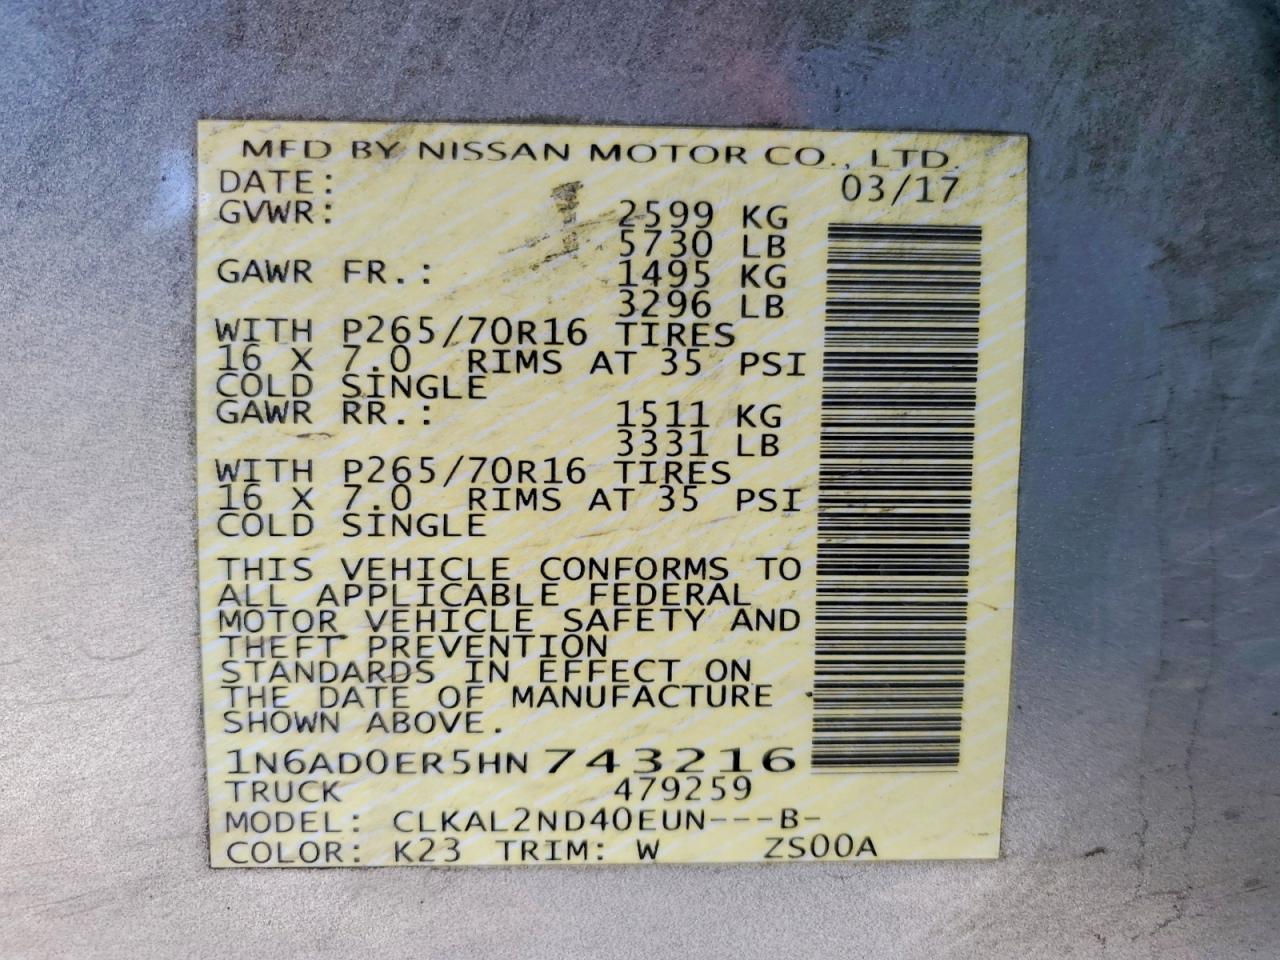 MFD BY NISSAN MOTOR CO., LTD.
DATE: 03/17
GVWR: 2599 KG
5730 LB
GAWR FR.: 1495 KG
3296 LB
WITH P265/70R16 TIRES
16 X 7.0 RIMS AT 35 PSI
COLD SINGLE
GAWR RR.: 1511 KG
3331 LB
WITH P265/70R16 TIRES
16 X 7.0 RIMS AT 35 PSI
COLD SINGLE
THIS VEHICLE CONFORMS TO
ALL APPLICABLE FEDERAL
MOTOR VEHICLE SAFETY AND
THEFT PREVENTION
STANDARDS IN EFFECT ON
THE DATE OF MANUFACTURE
SHOWN ABOVE.
1N6AD0ER5HN743216
TRUCK 479259
MODEL: CLKAL2ND40EUN---B-
COLOR: K23 TRIM: W ZS00A